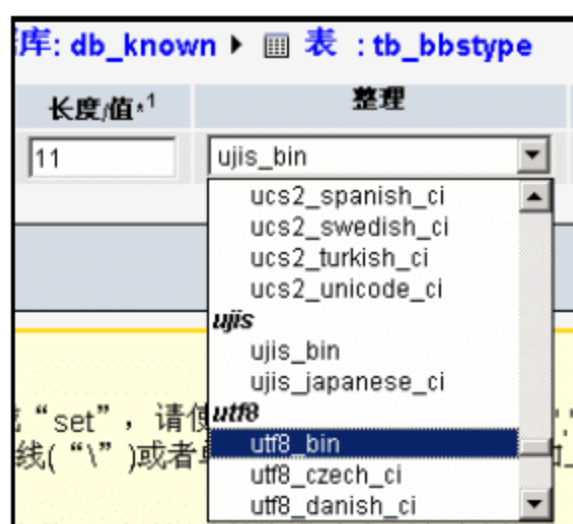 库: db_known ▸ 表 : tb_bbstype
长度/值*1 整理
11 ujis_bin
ucs2_spanish_ci
ucs2_swedish_ci
ucs2_turkish_ci
ucs2_unicode_ci
ujis
ujis_bin
ujis_japanese_ci
“set”, 请使 utf8
线(“\”)或者 utf8_bin
utf8_czech_ci
utf8_danish_ci